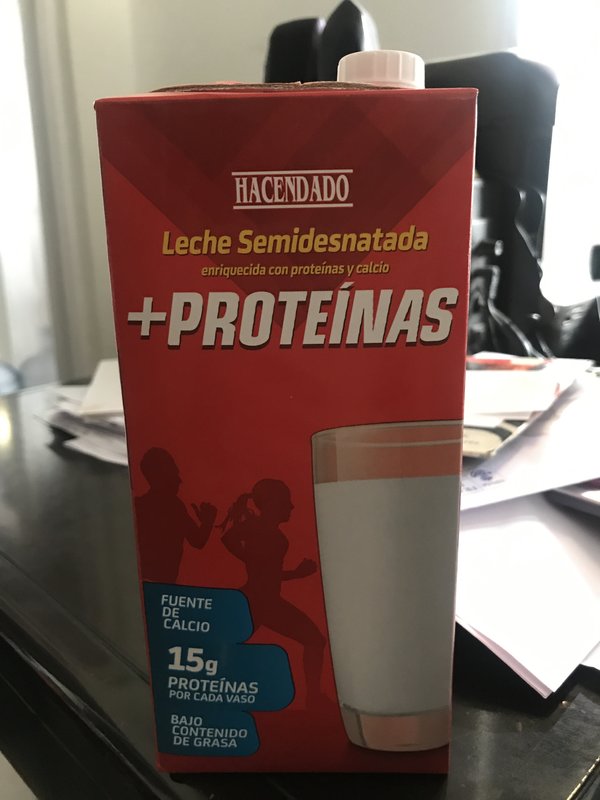 HACENDADO
Leche Semidesnatada
enriquecida con proteínas y calcio
+PROTEÍNAS
FUENTE
DE
CALCIO
15g
PROTEÍNAS
POR CADA VASO
BAJO
CONTENIDO
DE GRASA